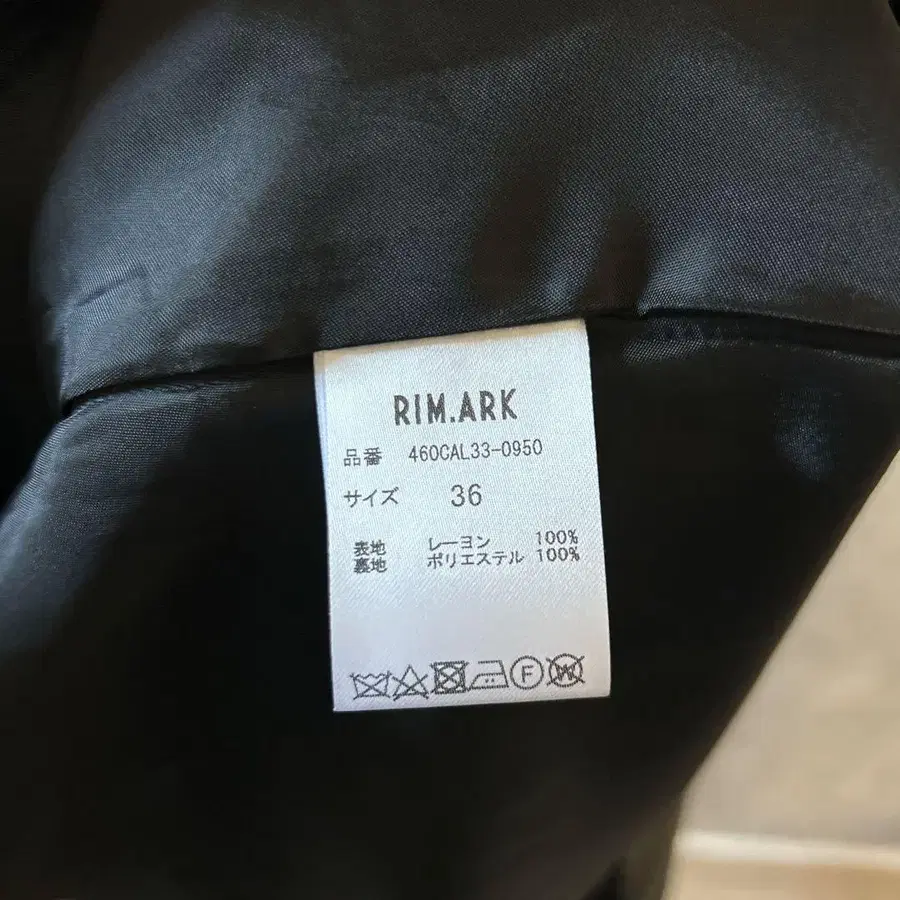 RIM.ARK
品番 460CAL33-0950
サイズ 36
表地 レーヨン 100%
裏地 ポリエステル 100%
F W